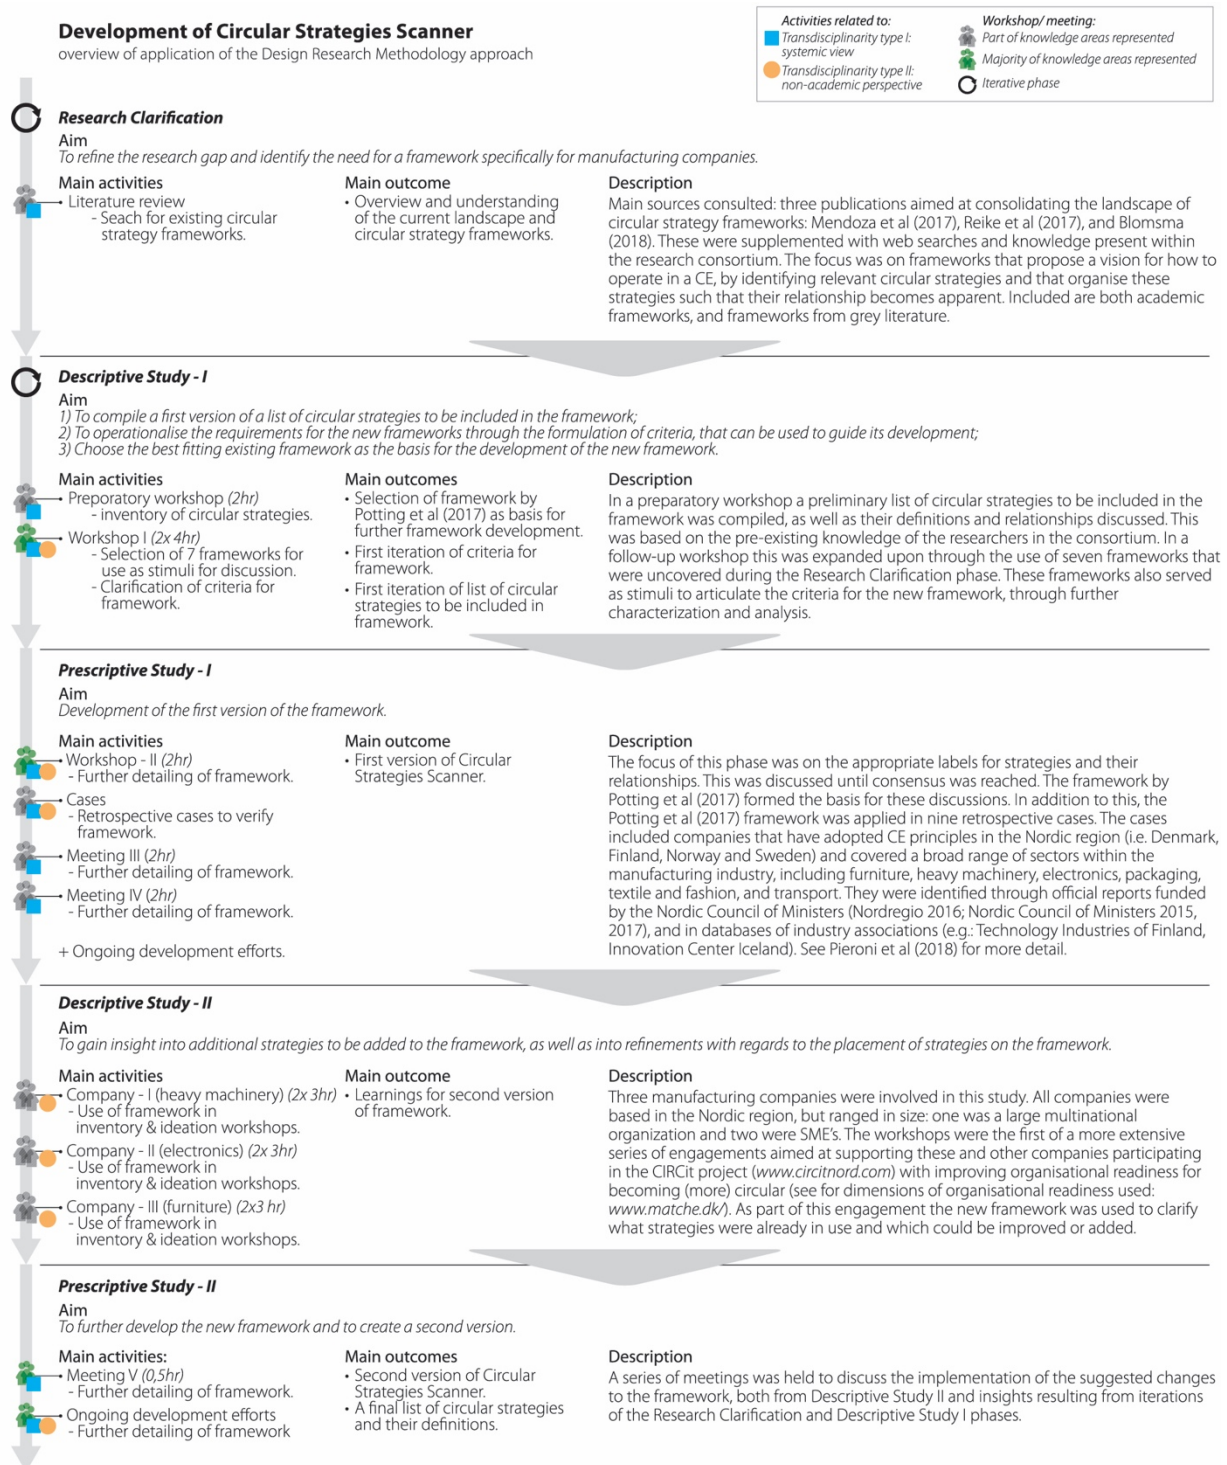 Development of Circular Strategies Scanner
overview of application of the Design Research Methodology approach
Activities related to:
Transdisciplinarity type I:
systemic view
Transdisciplinarity type II:
non-academic perspective
Workshop/ meeting:
Part of knowledge areas represented
Majority of knowledge areas represented
Iterative phase
Research Clarification
Aim
To refine the research gap and identify the need for a framework specifically for manufacturing companies.
Main activities
• Literature review
- Seach for existing circular
strategy frameworks.
Main outcome
• Overview and understanding
of the current landscape and
circular strategy frameworks.
Description
Main sources consulted: three publications aimed at consolidating the landscape of
circular strategy frameworks: Mendoza et al (2017), Reike et al (2017), and Blomsma
(2018). These were supplemented with web searches and knowledge present within
the research consortium. The focus was on frameworks that propose a vision for how to
operate in a CE, by identifying relevant circular strategies and that organise these
strategies such that their relationship becomes apparent. Included are both academic
frameworks, and frameworks from grey literature.
Descriptive Study - I
Aim
1) To compile a first version of a list of circular strategies to be included in the framework;
2) To operationalise the requirements for the new frameworks through the formulation of criteria, that can be used to guide its development;
3) Choose the best fitting existing framework as the basis for the development of the new framework.
Main activities
• Preporatory workshop (2hr)
- inventory of circular strategies.
• Workshop I (2x 4hr)
- Selection of 7 frameworks for
use as stimuli for discussion.
- Clarification of criteria for
framework.
Main outcomes
• Selection of framework by
Potting et al (2017) as basis for
further framework development.
• First iteration of criteria for
framework.
• First iteration of list of circular
strategies to be included in
framework.
Description
In a preparatory workshop a preliminary list of circular strategies to be included in the
framework was compiled, as well as their definitions and relationships discussed. This
was based on the pre-existing knowledge of the researchers in the consortium. In a
follow-up workshop this was expanded upon through the use of seven frameworks that
were uncovered during the Research Clarification phase. These frameworks also served
as stimuli to articulate the criteria for the new framework, through further
characterization and analysis.
Prescriptive Study - I
Aim
Development of the first version of the framework.
Main activities
• Workshop - II (2hr)
- Further detailing of framework.
• Cases
- Retrospective cases to verify
framework.
• Meeting III (2hr)
- Further detailing of framework.
• Meeting IV (2hr)
- Further detailing of framework.
+ Ongoing development efforts.
Main outcome
• First version of Circular
Strategies Scanner.
Description
The focus of this phase was on the appropriate labels for strategies and their
relationships. This was discussed until consensus was reached. The framework by
Potting et al (2017) formed the basis for these discussions. In addition to this, the
Potting et al (2017) framework was applied in nine retrospective cases. The cases
included companies that have adopted CE principles in the Nordic region (i.e. Denmark,
Finland, Norway and Sweden) and covered a broad range of sectors within the
manufacturing industry, including furniture, heavy machinery, electronics, packaging,
textile and fashion, and transport. They were identified through official reports funded
by the Nordic Council of Ministers (Nordregio 2016; Nordic Council of Ministers 2015,
2017), and in databases of industry associations (e.g.: Technology Industries of Finland,
Innovation Center Iceland). See Pieroni et al (2018) for more detail.
Descriptive Study - II
Aim
To gain insight into additional strategies to be added to the framework, as well as into refinements with regards to the placement of strategies on the framework.
Main activities
• Company - I (heavy machinery) (2x 3hr)
- Use of framework in
inventory & ideation workshops.
• Company - II (electronics) (2x 3hr)
- Use of framework in
inventory & ideation workshops.
• Company - III (furniture) (2x3 hr)
- Use of framework in
inventory & ideation workshops.
Main outcome
• Learnings for second version
of framework.
Description
Three manufacturing companies were involved in this study. All companies were
based in the Nordic region, but ranged in size: one was a large multinational
organization and two were SME's. The workshops were the first of a more extensive
series of engagements aimed at supporting these and other companies participating
in the CIRCit project (www.circitnord.com) with improving organisational readiness for
becoming (more) circular (see for dimensions of organisational readiness used:
www.matche.dk/). As part of this engagement the new framework was used to clarify
what strategies were already in use and which could be improved or added.
Prescriptive Study - II
Aim
To further develop the new framework and to create a second version.
Main activities:
• Meeting V (0,5hr)
- Further detailing of framework.
• Ongoing development efforts
- Further detailing of framework
Main outcomes
• Second version of Circular
Strategies Scanner.
• A final list of circular strategies
and their definitions.
Description
A series of meetings was held to discuss the implementation of the suggested changes
to the framework, both from Descriptive Study II and insights resulting from iterations
of the Research Clarification and Descriptive Study I phases.